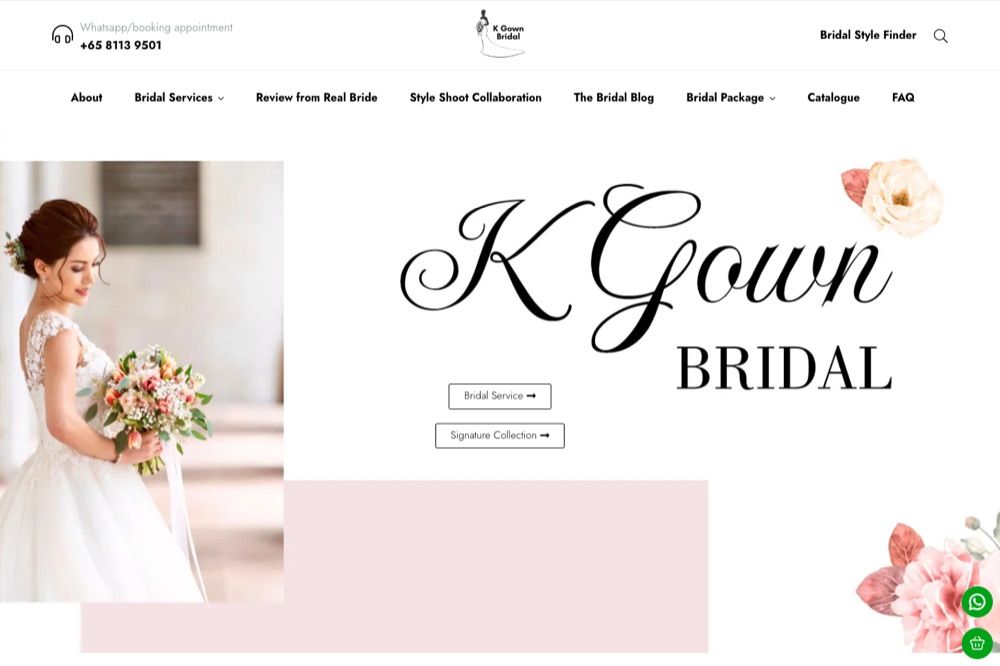 Whatsapp/booking appointment
+65 8113 9501
K Gown
Bridal
Bridal Style Finder
About
Bridal Services
Review from Real Bride
Style Shoot Collaboration
The Bridal Blog
Bridal Package
Catalogue
FAQ
K Gown
BRIDAL
Bridal Service
Signature Collection